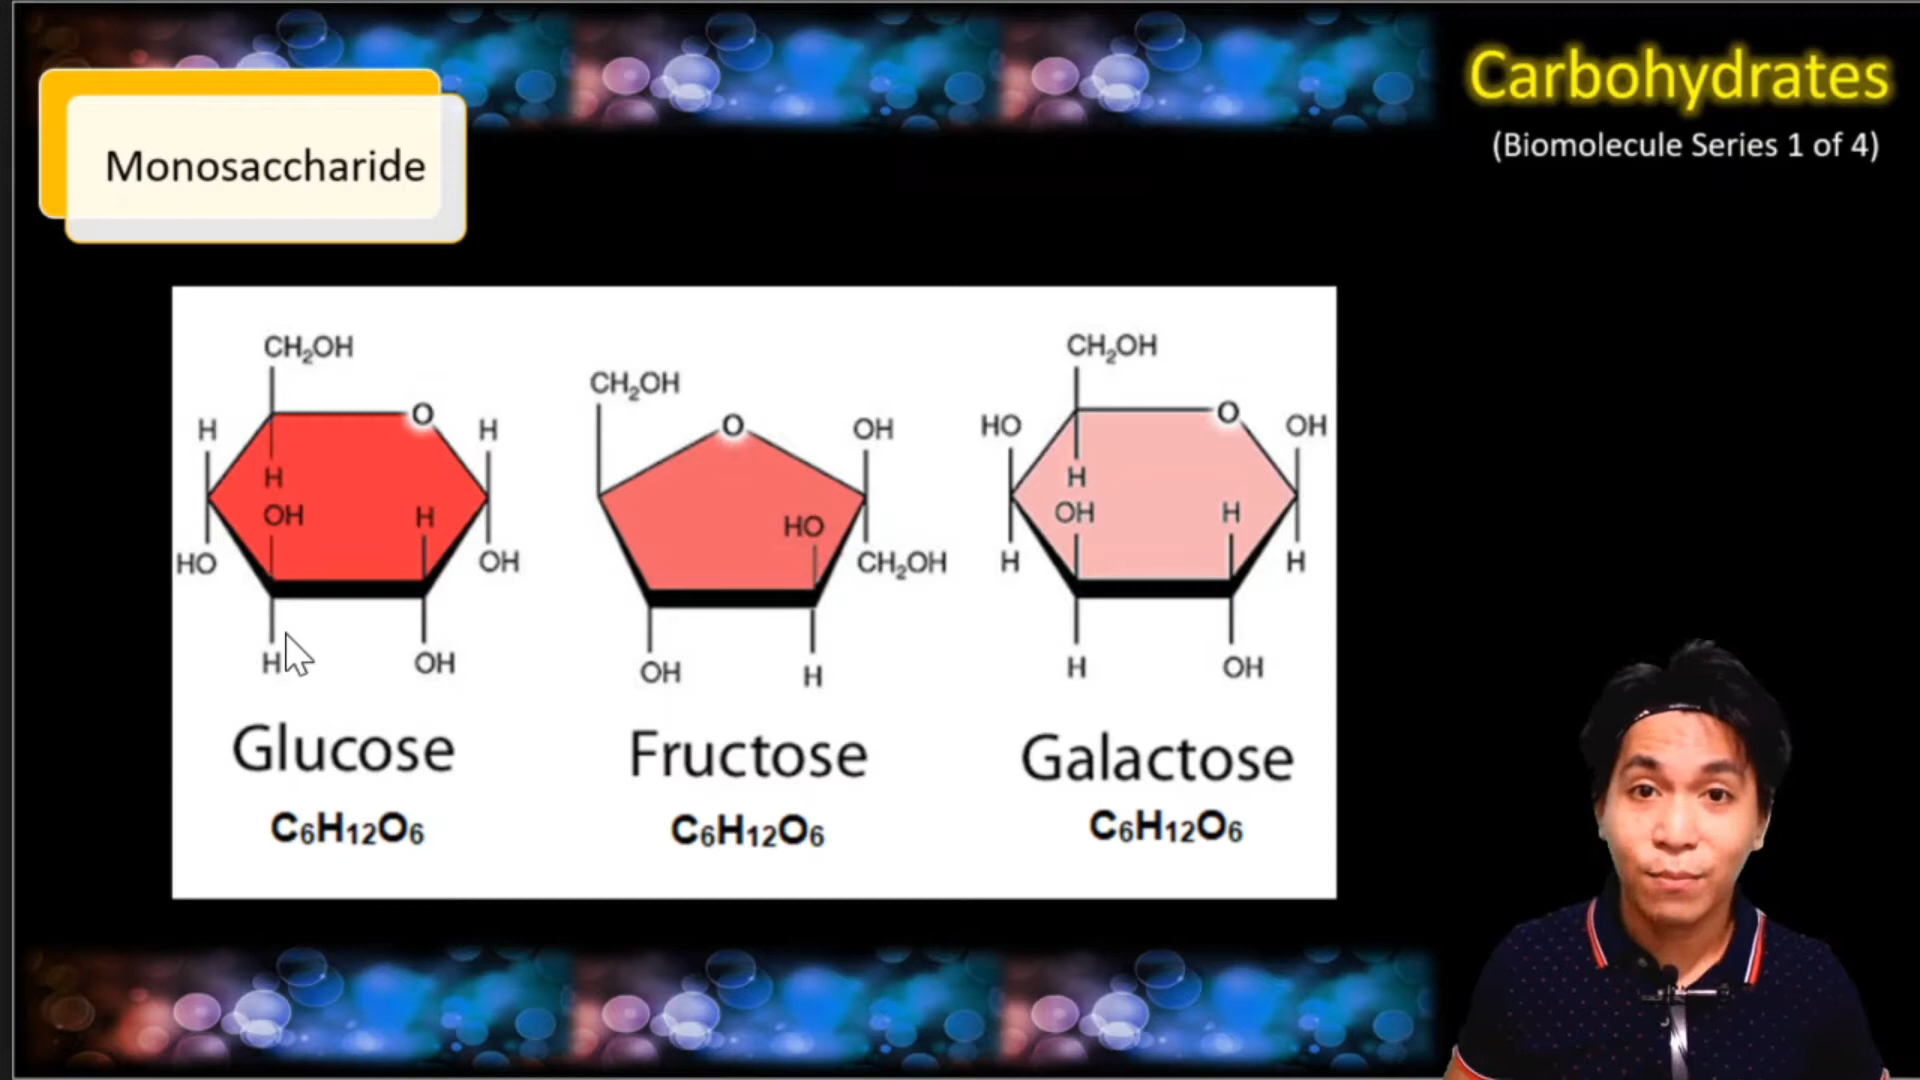 Carbohydrates
(Biomolecule Series 1 of 4)
Monosaccharide
CH₂OH
O
H
H
H
OH
H
HO
OH
H
OH
Glucose
C₆H₁₂O₆
CH₂OH
O
OH
HO
CH₂OH
OH
H
Fructose
C₆H₁₂O₆
CH₂OH
O
HO
OH
H
OH
H
H
H
H
OH
Galactose
C₆H₁₂O₆